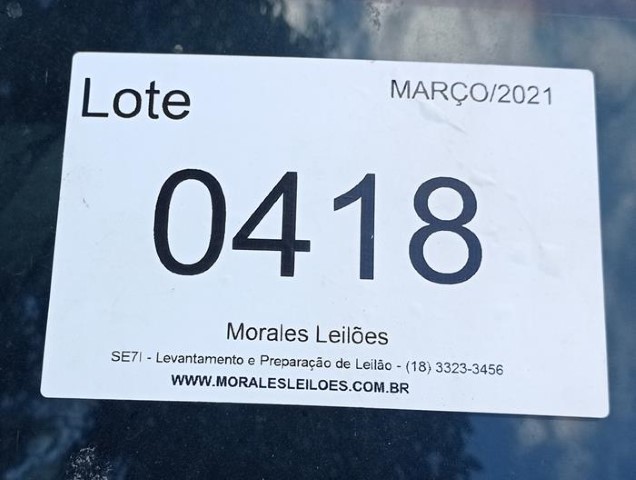 Lote
MARÇO/2021
0418
Morales Leilões
SE7I - Levantamento e Preparação de Leilão - (18) 3323-3456
WWW.MORALESLEILOES.COM.BR